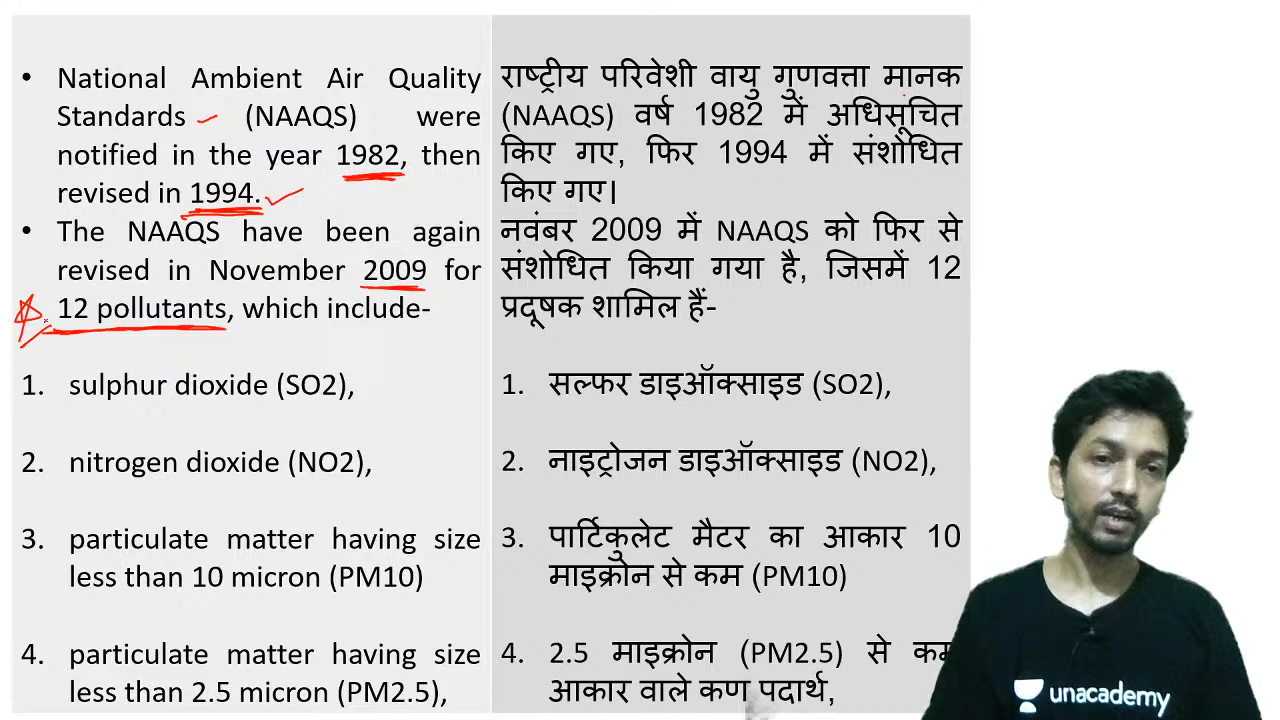 • National Ambient Air Quality
Standards (NAAQS) were
notified in the year 1982, then
revised in 1994.
• The NAAQS have been again
revised in November 2009 for
12 pollutants, which include-
1. sulphur dioxide (SO2),
2. nitrogen dioxide (NO2),
3. particulate matter having size
less than 10 micron (PM10)
4. particulate matter having size
less than 2.5 micron (PM2.5),
राष्ट्रीय परिवेशी वायु गुणवत्ता मानक
(NAAQS) वर्ष 1982 में अधिसूचित
किए गए, फिर 1994 में संशोधित
किए गए।
नवंबर 2009 में NAAQS को फिर से
संशोधित किया गया है, जिसमें 12
प्रदूषक शामिल हैं-
1. सल्फर डाइऑक्साइड (SO2),
2. नाइट्रोजन डाइऑक्साइड (NO2),
3. पार्टिकुलेट मैटर का आकार 10
माइक्रोन से कम (PM10)
4. 2.5 माइक्रोन (PM2.5) से कम
आकार वाले कण पदार्थ,
unacademy